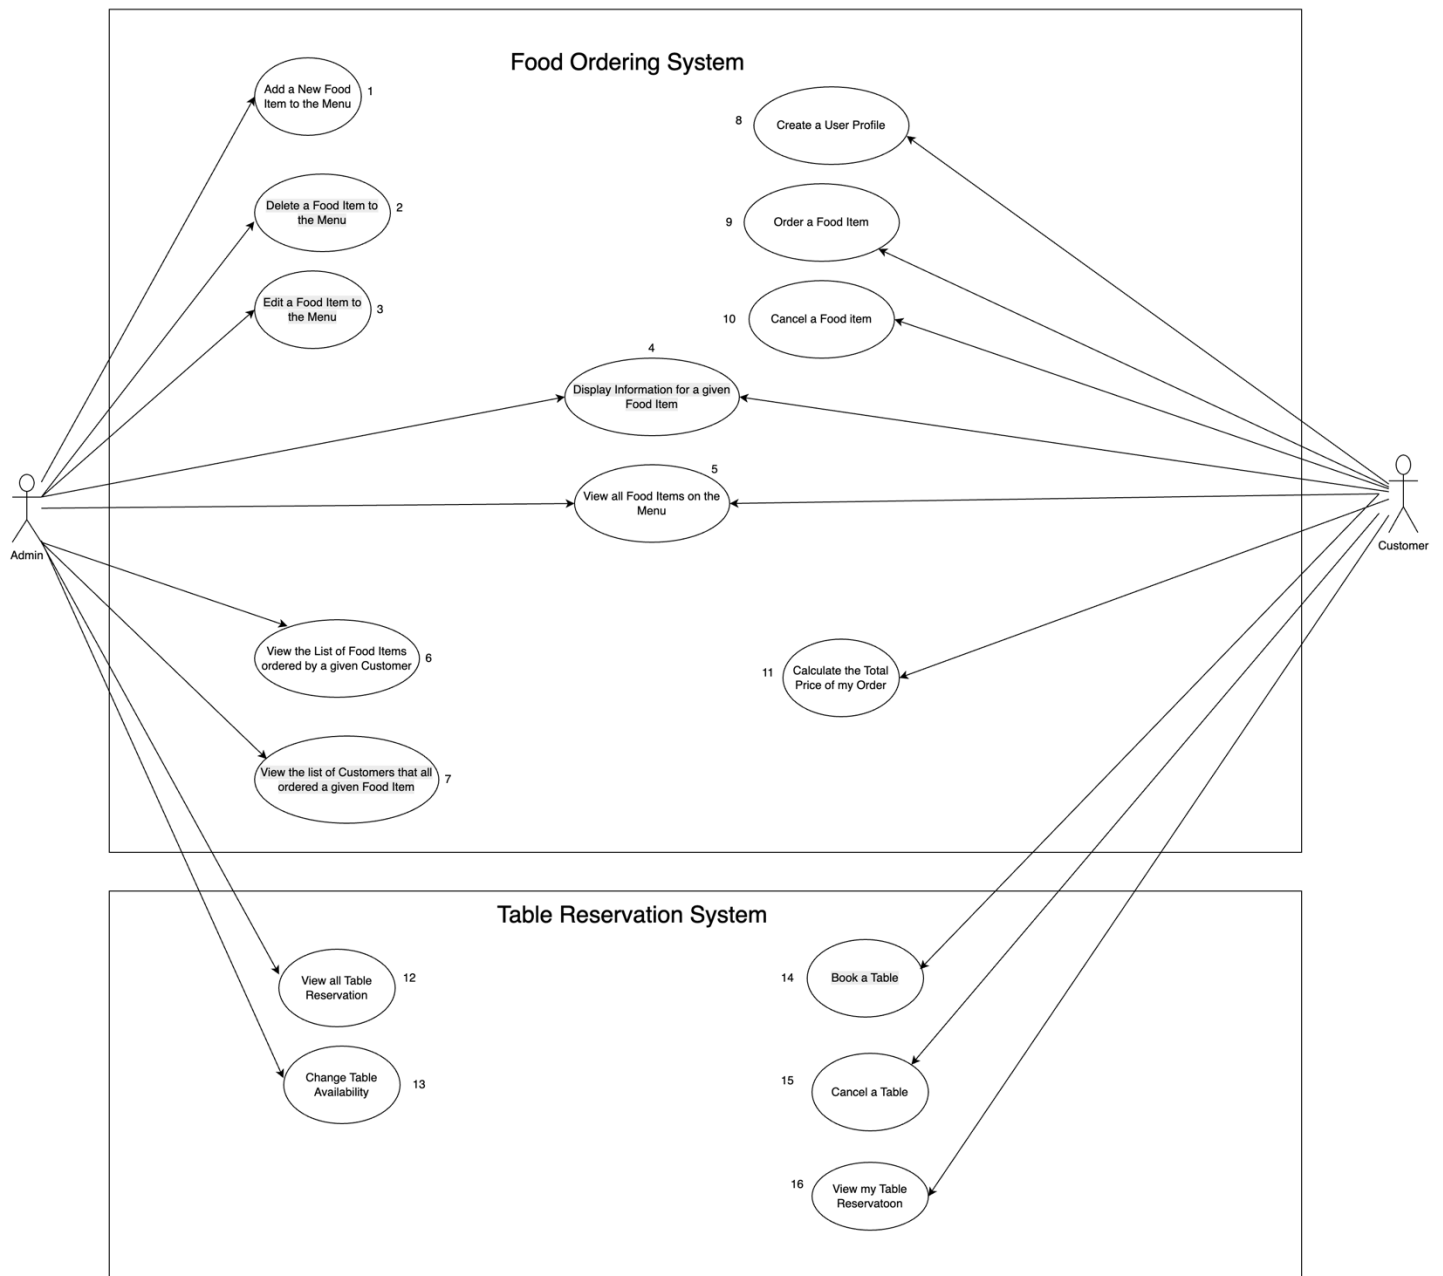 Food Ordering System
Add a New Food
Item to the Menu
1
8
Create a User Profile
Delete a Food Item to
the Menu
2
9
Order a Food Item
Edit a Food Item to
the Menu
3
10
Cancel a Food item
4
Display Information for a given
Food Item
5
View all Food Items on the
Menu
Admin
Customer
View the List of Food Items
ordered by a given Customer
6
11
Calculate the Total
Price of my Order
View the list of Customers that all
ordered a given Food Item
7
Table Reservation System
View all Table
Reservation
12
14
Book a Table
Change Table
Availability
13
15
Cancel a Table
16
View my Table
Reservatoon